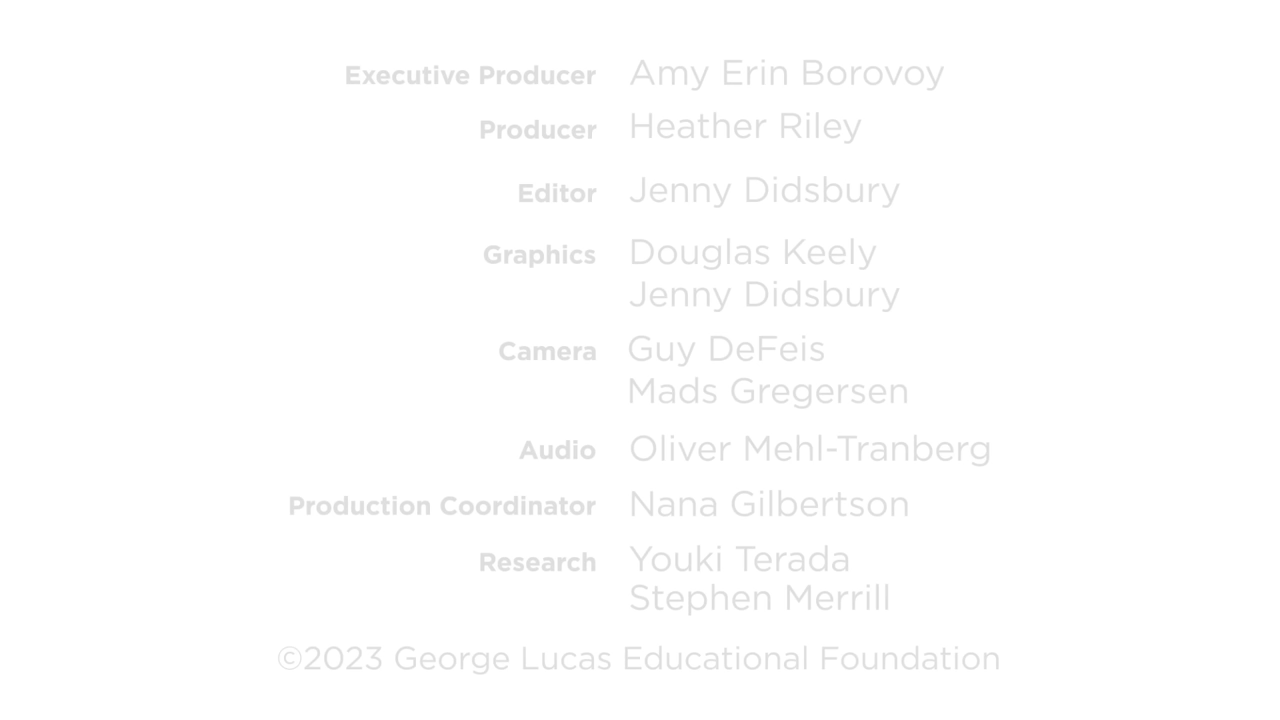 Executive Producer Amy Erin Borovoy
Producer Heather Riley
Editor Jenny Didsbury
Graphics Douglas Keely
Jenny Didsbury
Camera Guy DeFeis
Mads Gregersen
Audio Oliver Mehl-Tranberg
Production Coordinator Nana Gilbertson
Research Youki Terada
Stephen Merrill
©2023 George Lucas Educational Foundation